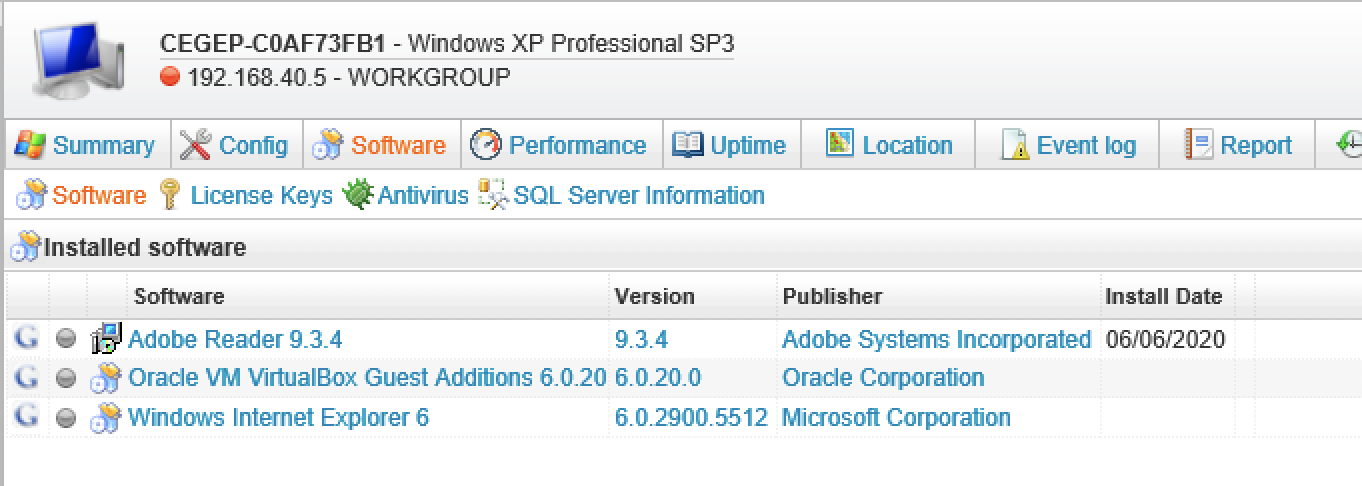 CEGEP-C0AF73FB1 - Windows XP Professional SP3
192.168.40.5 - WORKGROUP
Summary Config Software Performance Uptime Location Event log Report
Software License Keys Antivirus SQL Server Information
Installed software
Software Version Publisher Install Date
G Adobe Reader 9.3.4 9.3.4 Adobe Systems Incorporated 06/06/2020
G Oracle VM VirtualBox Guest Additions 6.0.20 6.0.20.0 Oracle Corporation
G Windows Internet Explorer 6 6.0.2900.5512 Microsoft Corporation